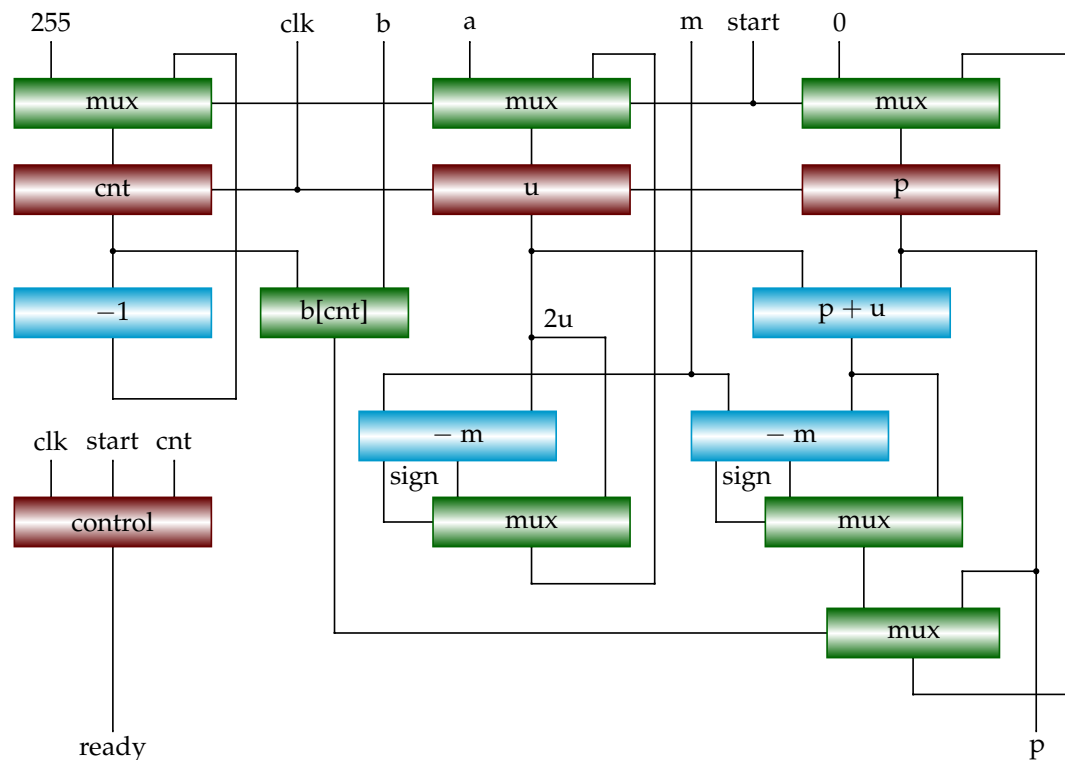 255 clk b a m start 0
mux mux mux
cnt u p
−1 b[cnt] p + u
2u
− m − m
clk start cnt sign sign
control mux mux
mux
ready p